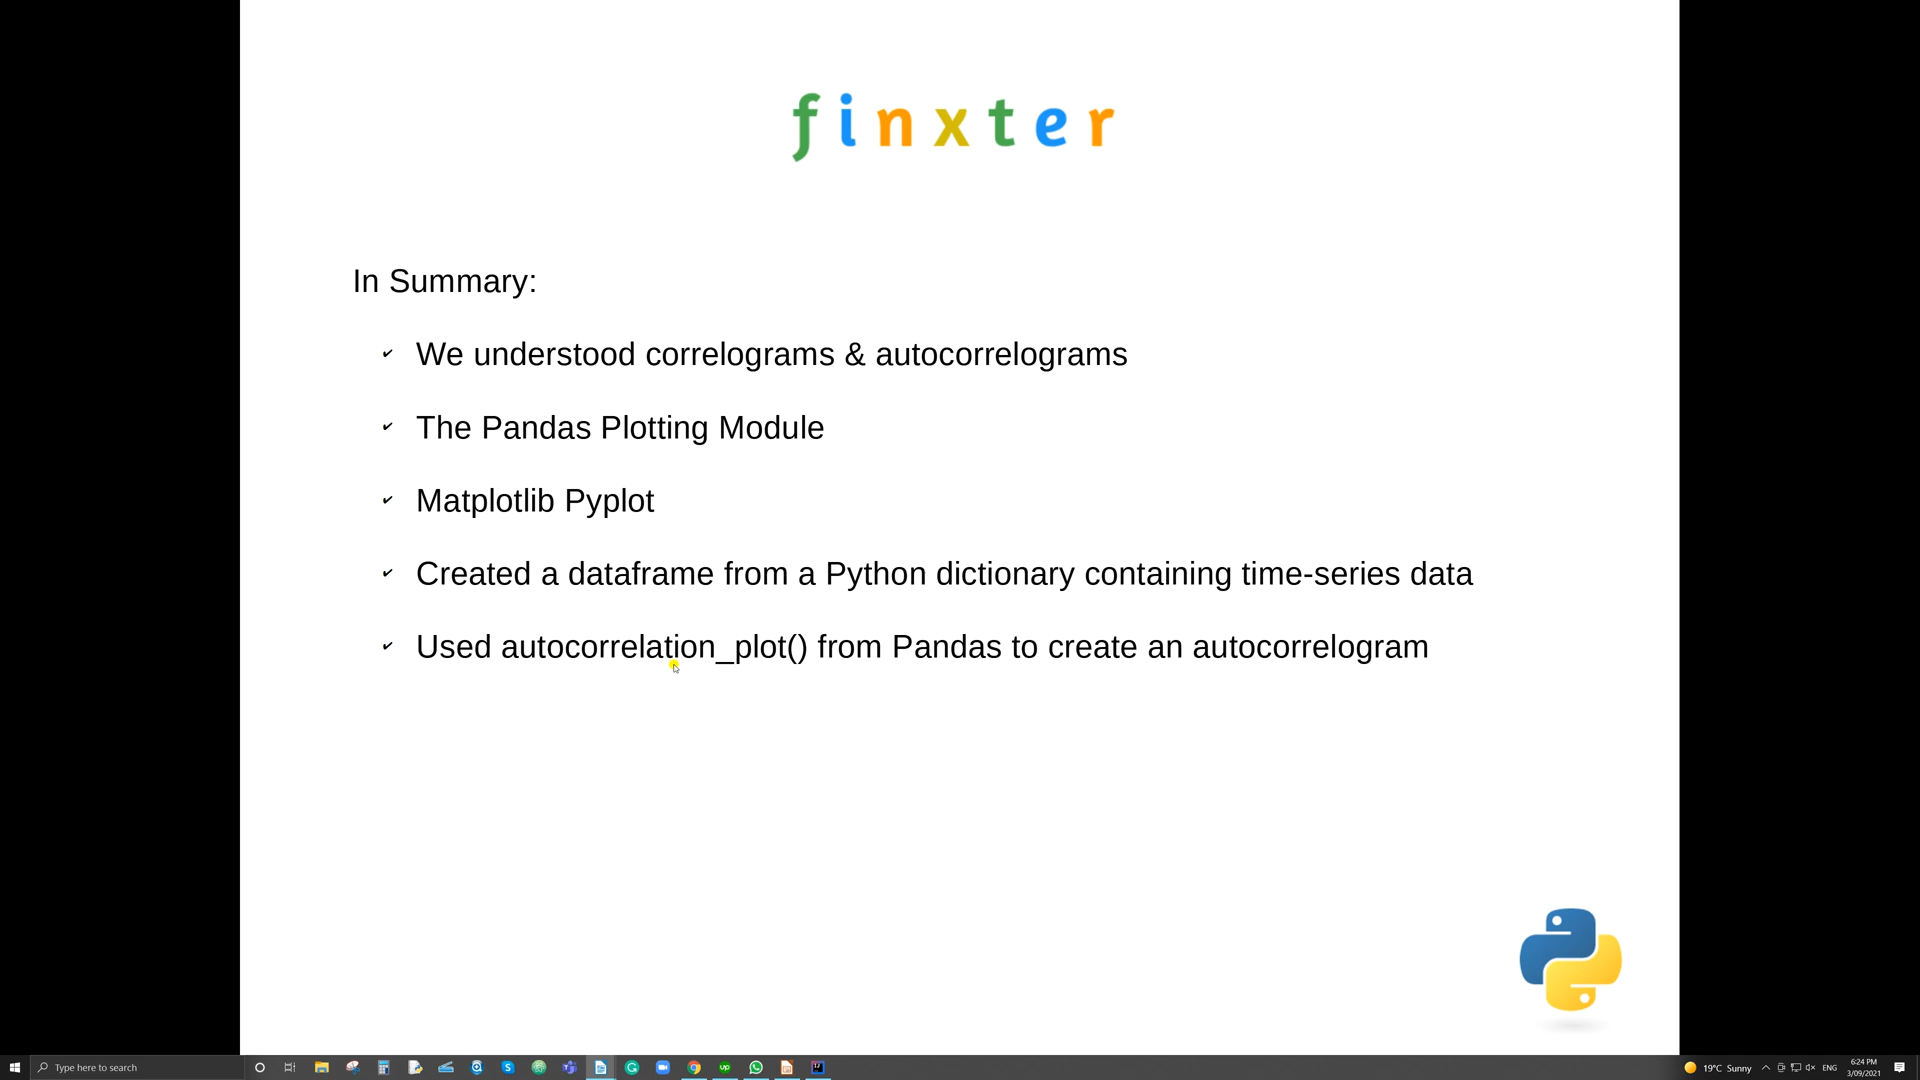 finxter
In Summary:
✔ We understood correlograms & autocorrelograms
✔ The Pandas Plotting Module
✔ Matplotlib Pyplot
✔ Created a dataframe from a Python dictionary containing time-series data
✔ Used autocorrelation_plot() from Pandas to create an autocorrelogram
Type here to search
19°C Sunny
ENG
6:24 PM
3/09/2021